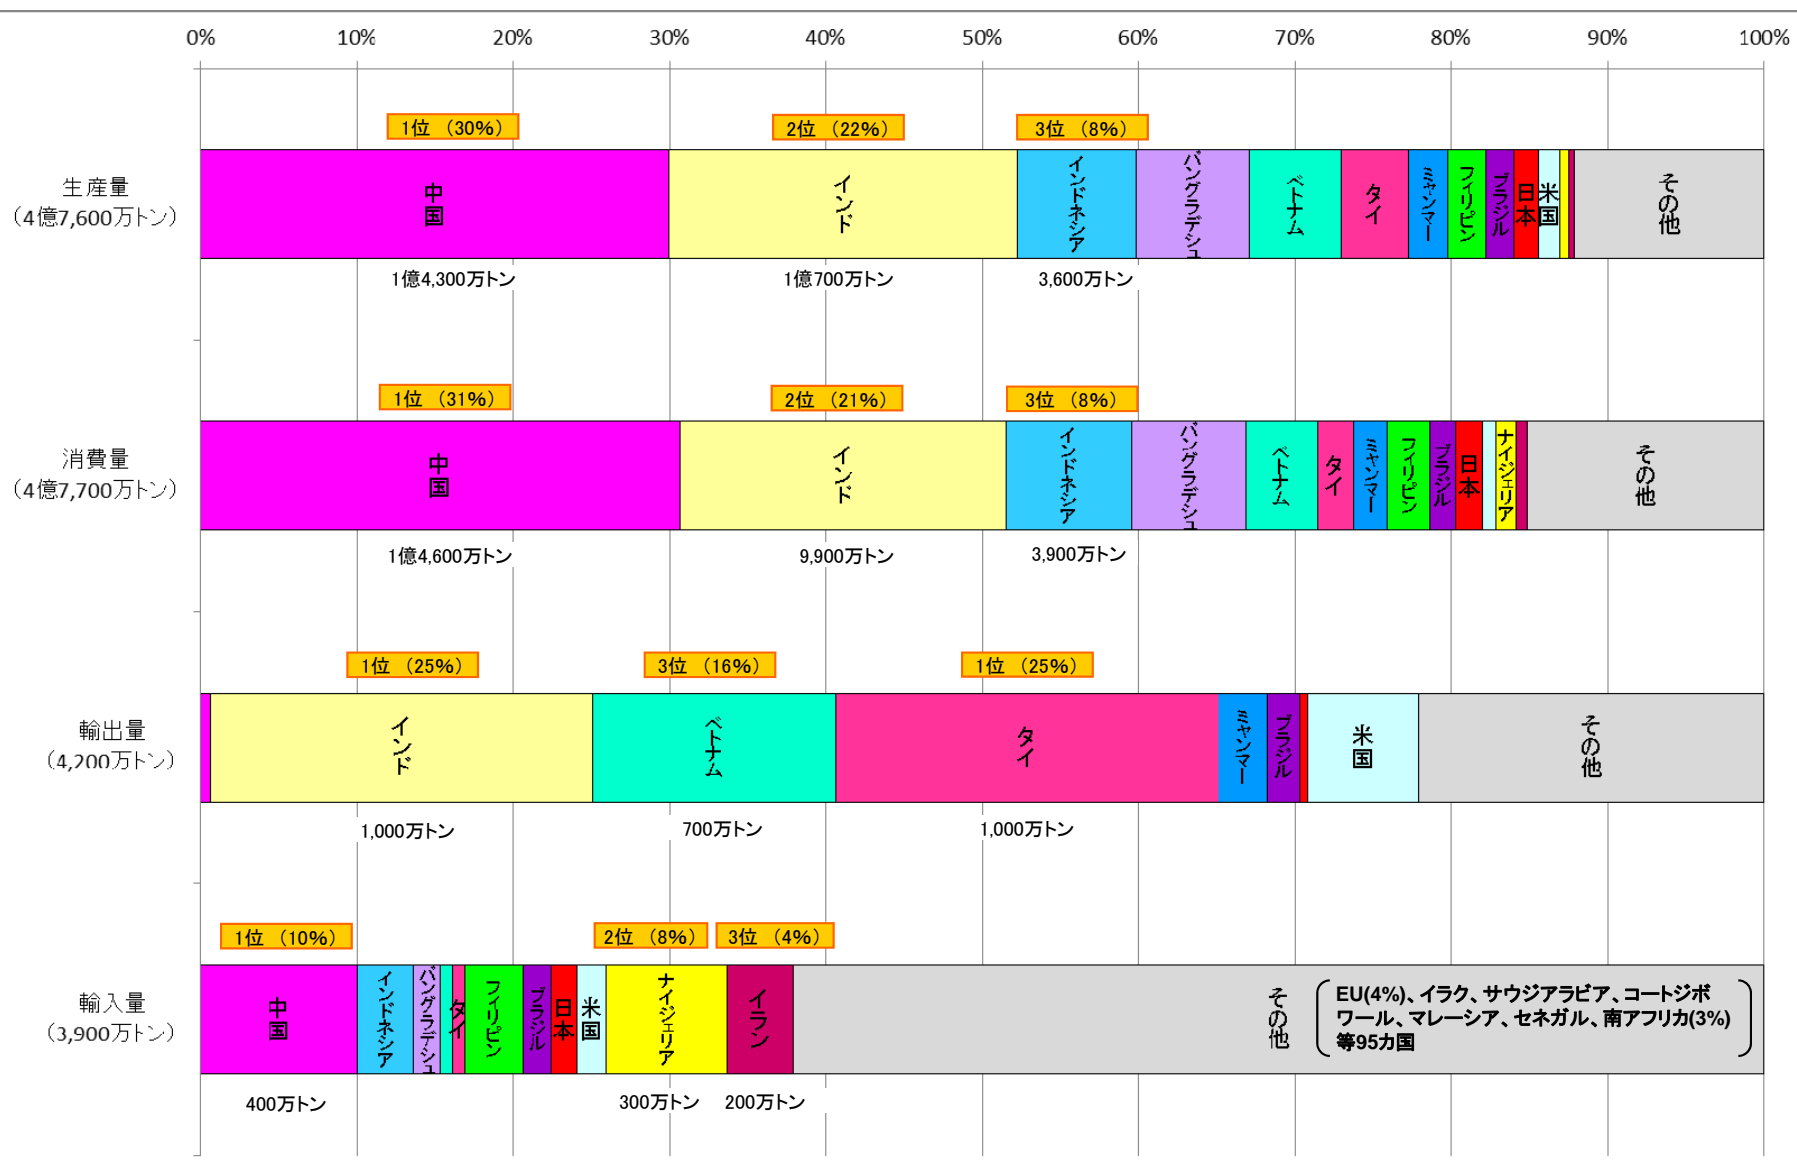 0% 10% 20% 30% 40% 50% 60% 70% 80% 90% 100%
1位 （30%） 2位 （22%） 3位 （8%）
生産量
（4億7,600万トン）
中国 インド インドネシア バングラデシュ ベトナム タイ ミャンマー フィリピン ブラジル 日本 米国 その他
1億4,300万トン 1億700万トン 3,600万トン
1位 （31%） 2位 （21%） 3位 （8%）
消費量
（4億7,700万トン）
中国 インド インドネシア バングラデシュ ベトナム タイ ミャンマー フィリピン ブラジル 日本 ナイジェリア その他
1億4,600万トン 9,900万トン 3,900万トン
1位 （25%） 3位 （16%） 1位 （25%）
輸出量
（4,200万トン）
インド ベトナム タイ ミャンマー ブラジル 米国 その他
1,000万トン 700万トン 1,000万トン
1位 （10%） 2位 （8%） 3位 （4%）
輸入量
（3,900万トン）
中国 インドネシア バングラデシュ タイ フィリピン ブラジル 日本 米国 ナイジェリア イラン その他
EU(4%)、イラク、サウジアラビア、コートジボ
ワール、マレーシア、セネガル、南アフリカ(3%)
等95カ国
400万トン 300万トン 200万トン